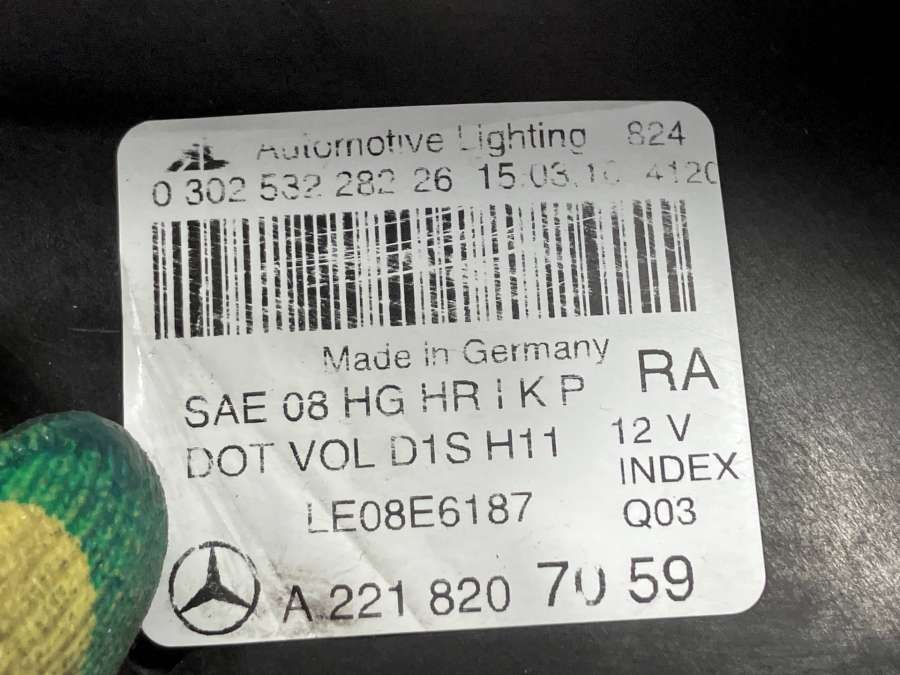 Automotive Lighting 824
0 302 532 282 26 15.03.10 4120
Made in Germany
RA
SAE 08 HG HR I K P
DOT VOL D1S H11 12 V
INDEX
LE08E6187 Q03
A 221 820 70 59